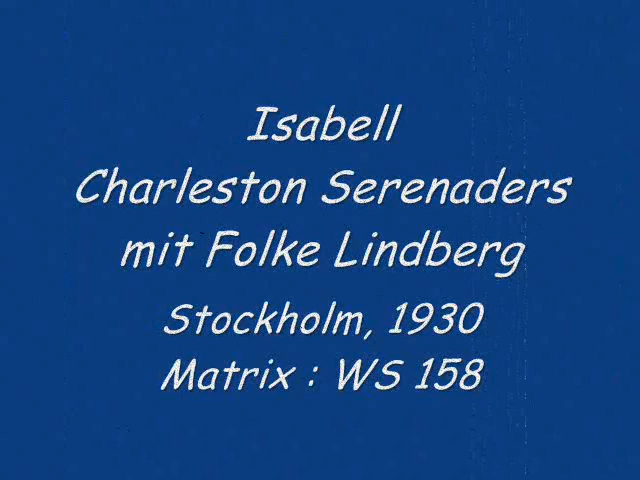 Isabell
Charleston Serenaders
mit Folke Lindberg
Stockholm, 1930
Matrix : WS 158